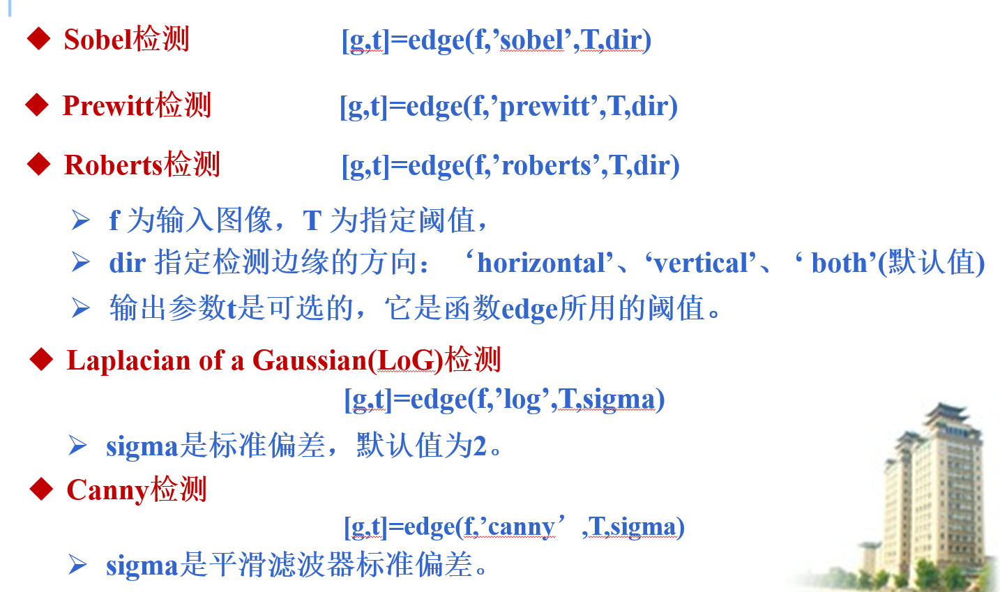 ◆ Sobel检测 [g,t]=edge(f,’sobel’,T,dir)
◆ Prewitt检测 [g,t]=edge(f,’prewitt’,T,dir)
◆ Roberts检测 [g,t]=edge(f,’roberts’,T,dir)
➢ f 为输入图像，T 为指定阈值，
➢ dir 指定检测边缘的方向： ‘horizontal’、‘vertical’、 ‘ both’(默认值)
➢ 输出参数t是可选的，它是函数edge所用的阈值。
◆ Laplacian of a Gaussian(LoG)检测
[g,t]=edge(f,’log’,T,sigma)
➢ sigma是标准偏差，默认值为2。
◆ Canny检测
[g,t]=edge(f,’canny’,T,sigma)
➢ sigma是平滑滤波器标准偏差。